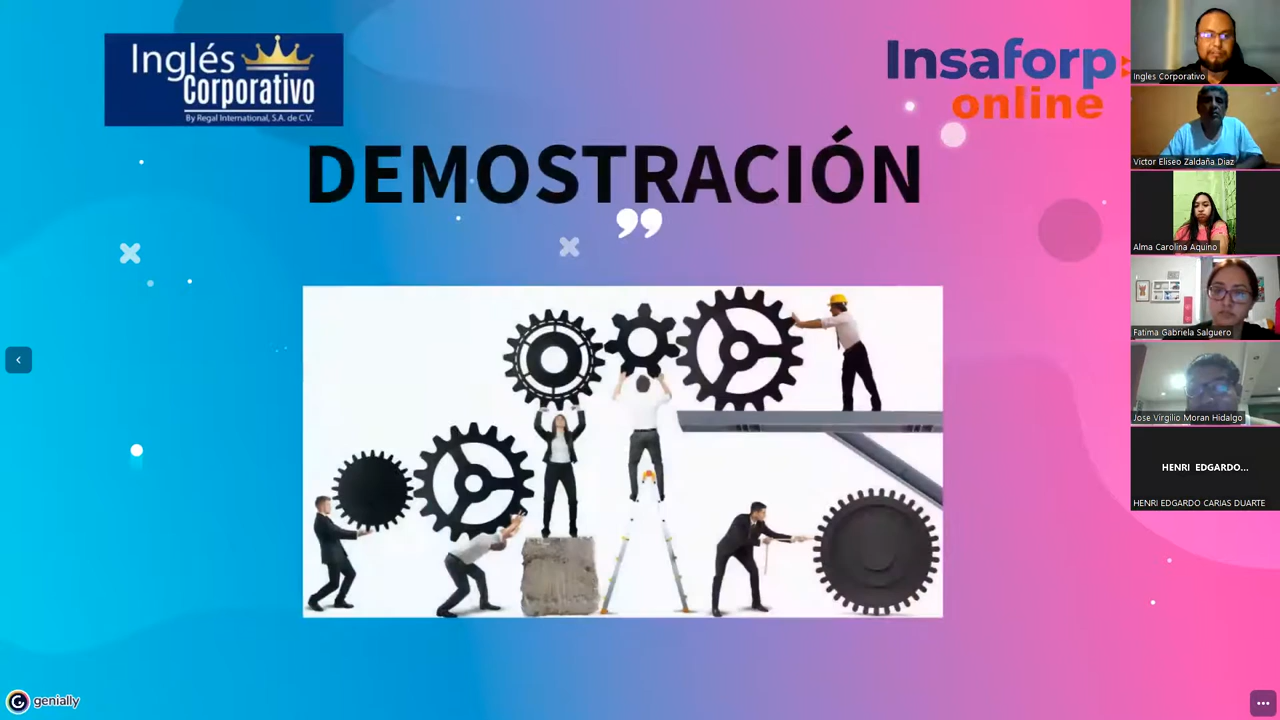 Inglés
Corporativo
By Regal International, S.A. de C.V.
Insaforp
online
DEMOSTRACIÓN
”
Ingles Corporativo
Victor Eliseo Zaldaña Diaz
Alma Carolina Aquino
Fatima Gabriela Salguero
Jose Virgilio Moran Hidalgo
HENRI EDGARDO...
HENRI EDGARDO CARIAS DUARTE
genially